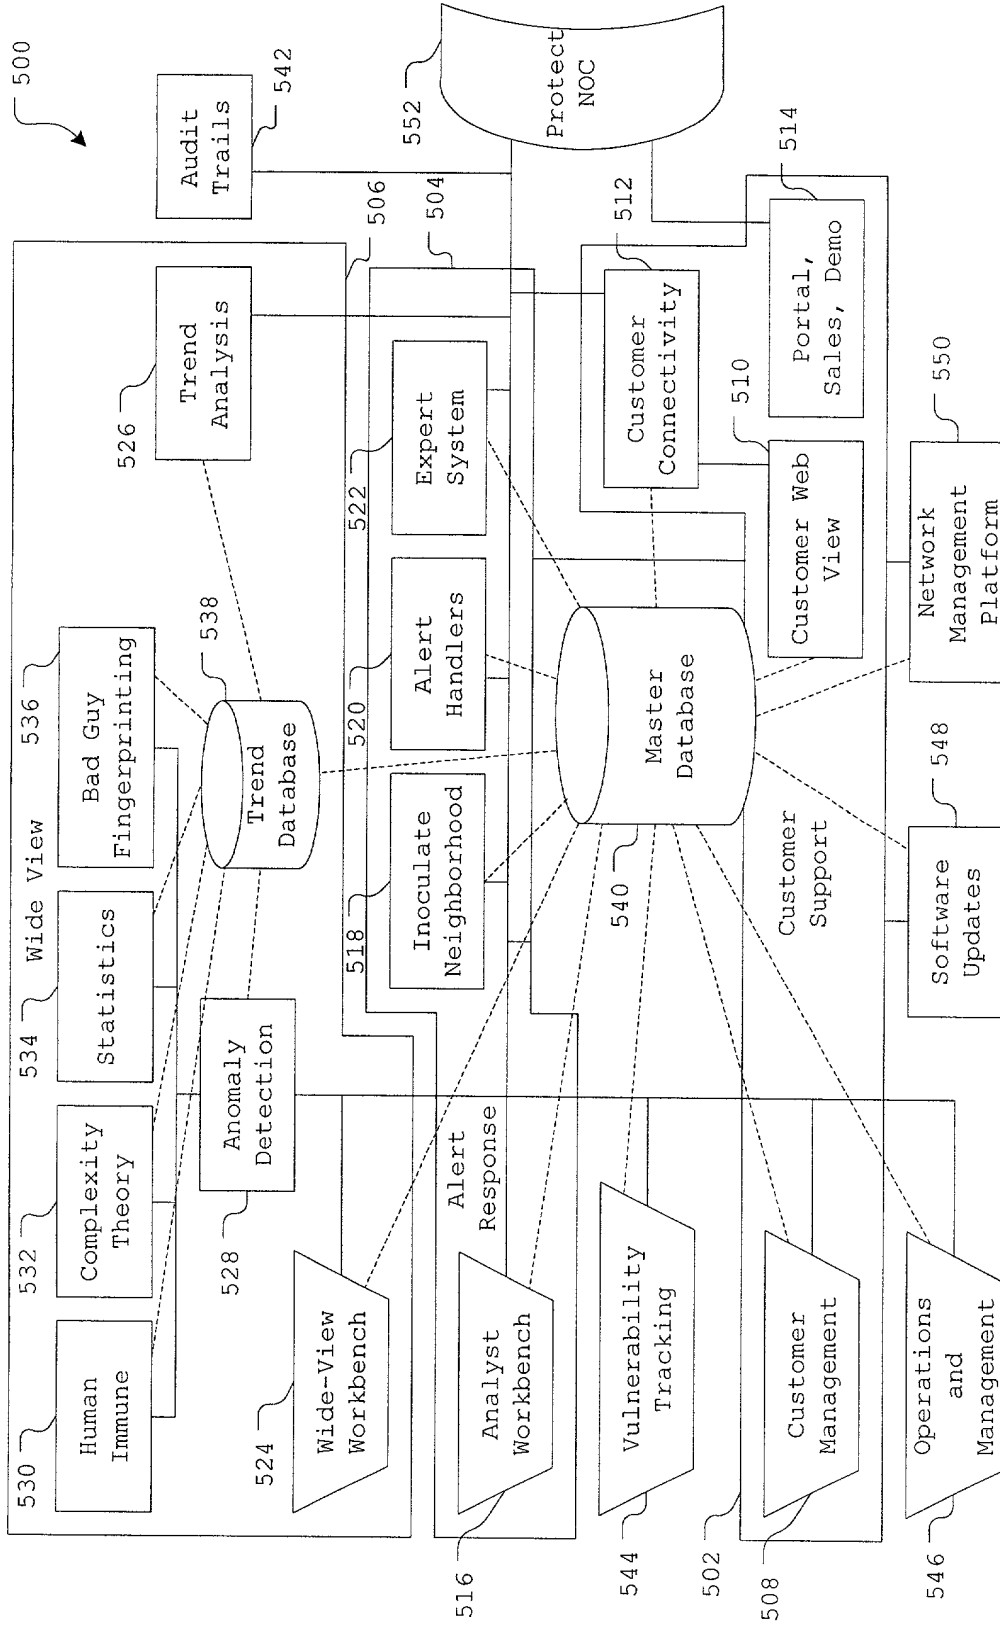 500
530
Human
Immune
532
Complexity
Theory
534
Statistics
Wide View
536
Bad Guy
Fingerprinting
Audit
Trails
542
528
Anomaly
Detection
Trend
Database
538
526
Trend
Analysis
506
504
524
Wide-View
Workbench
Alert
Response
518
Inoculate
Neighborhood
520
Alert
Handlers
522
Expert
System
552
Protect
NOC
516
Analyst
Workbench
544
Vulnerability
Tracking
540
Master
Database
Customer
Connectivity
512
502
508
Customer
Management
Customer
Support
Customer Web
View
510
Portal,
Sales, Demo
514
546
Operations
and
Management
Software
Updates
548
Network
Management
Platform
550